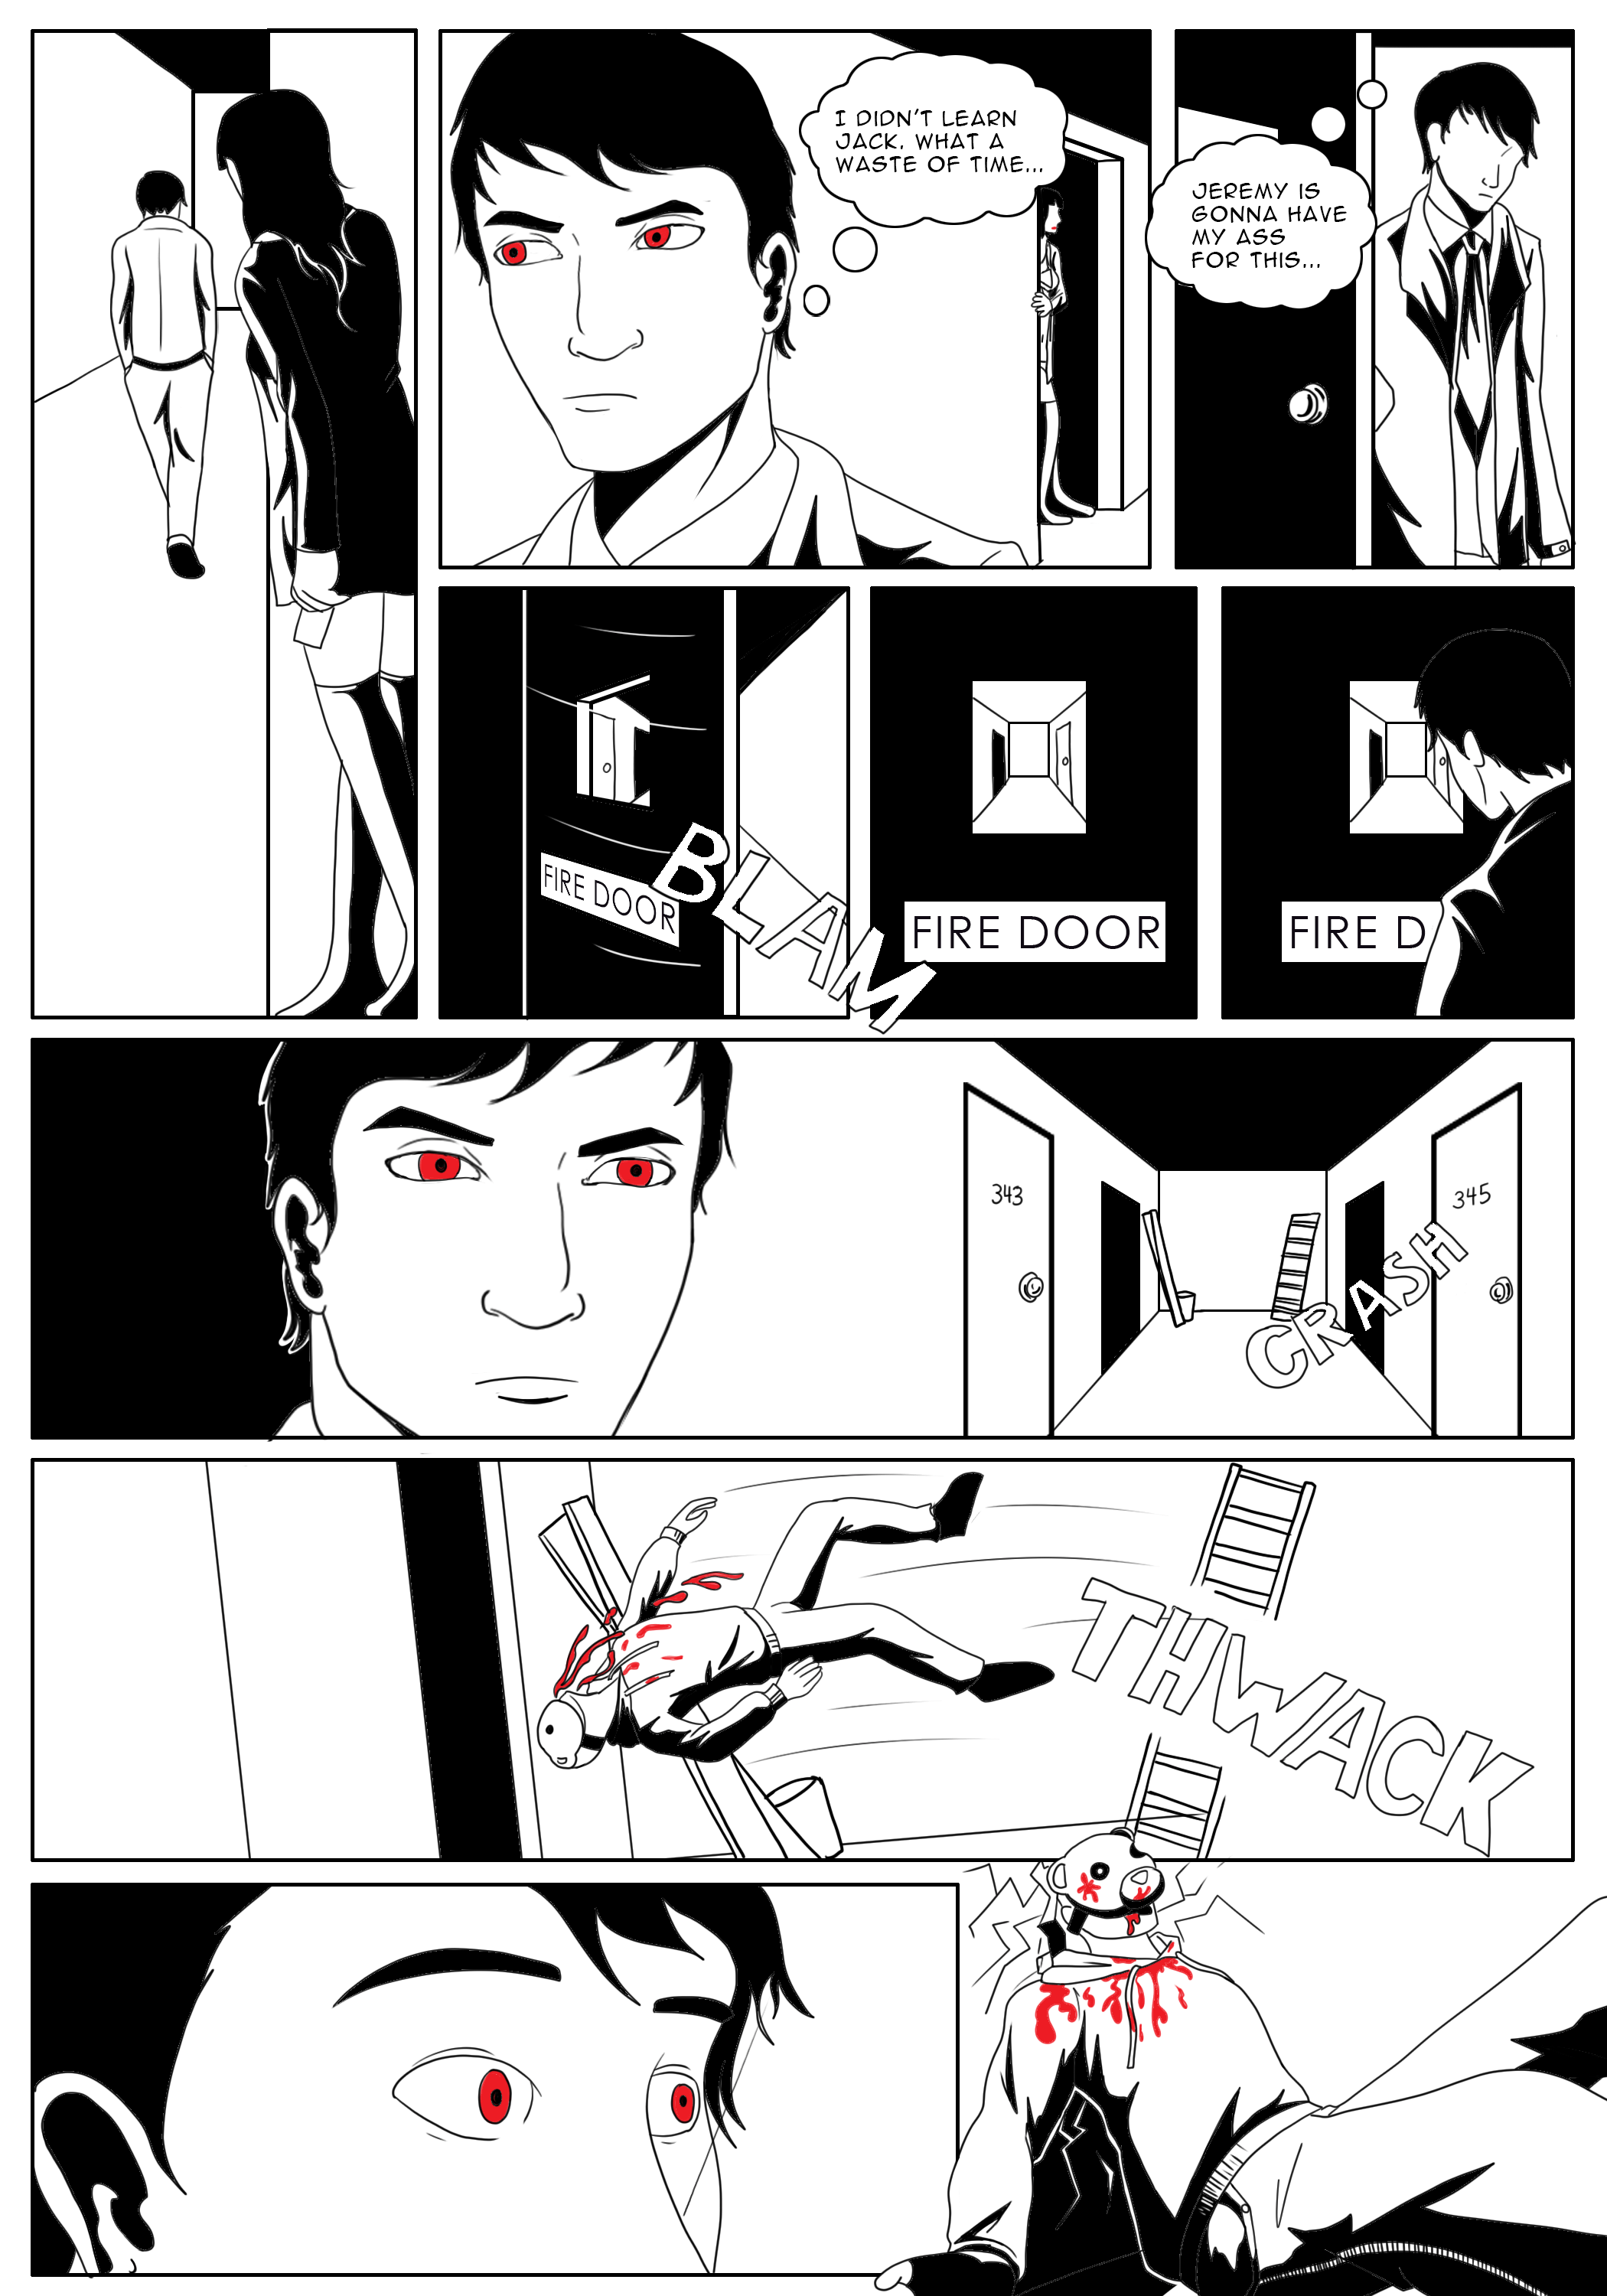 I DIDN'T LEARN
JACK. WHAT A
WASTE OF TIME...
JEREMY IS
GONNA HAVE
MY ASS
FOR THIS...
FIRE DOOR
BLAM
FIRE DOOR
FIRE D
343
345
CRASH
THWACK